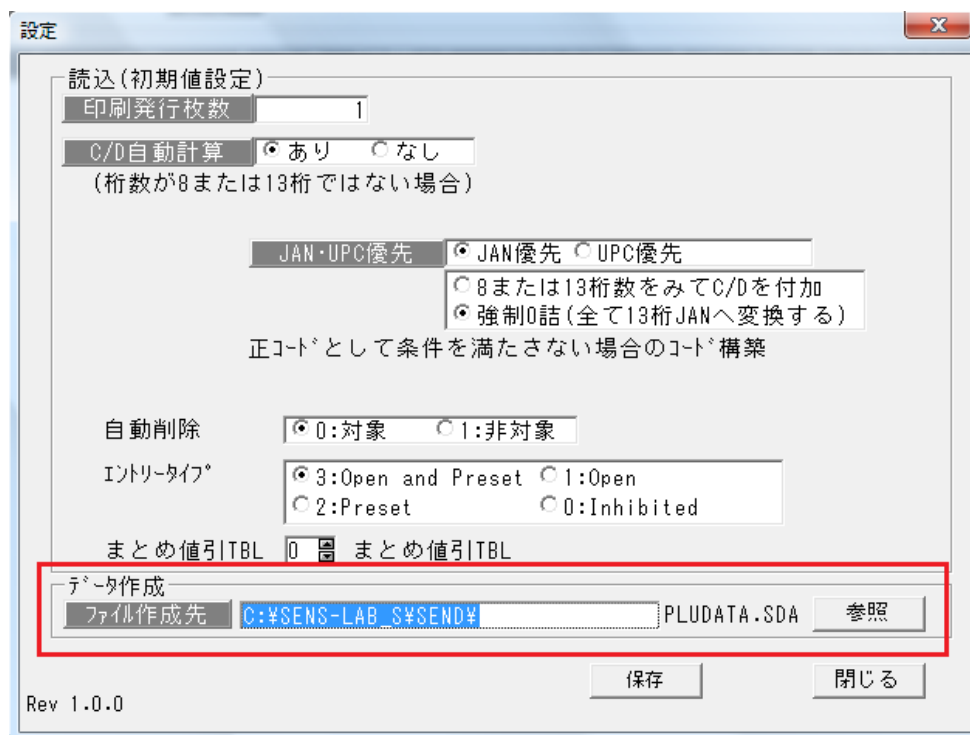 設定
読込(初期値設定)
印刷発行枚数 1
C/D自動計算 あり なし
(桁数が8または13桁ではない場合)
JAN･UPC優先 JAN優先 UPC優先
8または13桁数をみてC/Dを付加
強制0詰(全て13桁JANへ変換する)
正ｺｰﾄﾞとして条件を満たさない場合のｺｰﾄﾞ構築
自動削除 0:対象 1:非対象
ｴﾝﾄﾘｰﾀｲﾌﾟ 3:Open and Preset 1:Open
2:Preset 0:Inhibited
まとめ値引TBL 0 まとめ値引TBL
ﾃﾞｰﾀ作成
ﾌｧｲﾙ作成先 C:¥SENS-LAB_S¥SEND¥ PLUDATA.SDA 参照
保存 閉じる
Rev 1.0.0